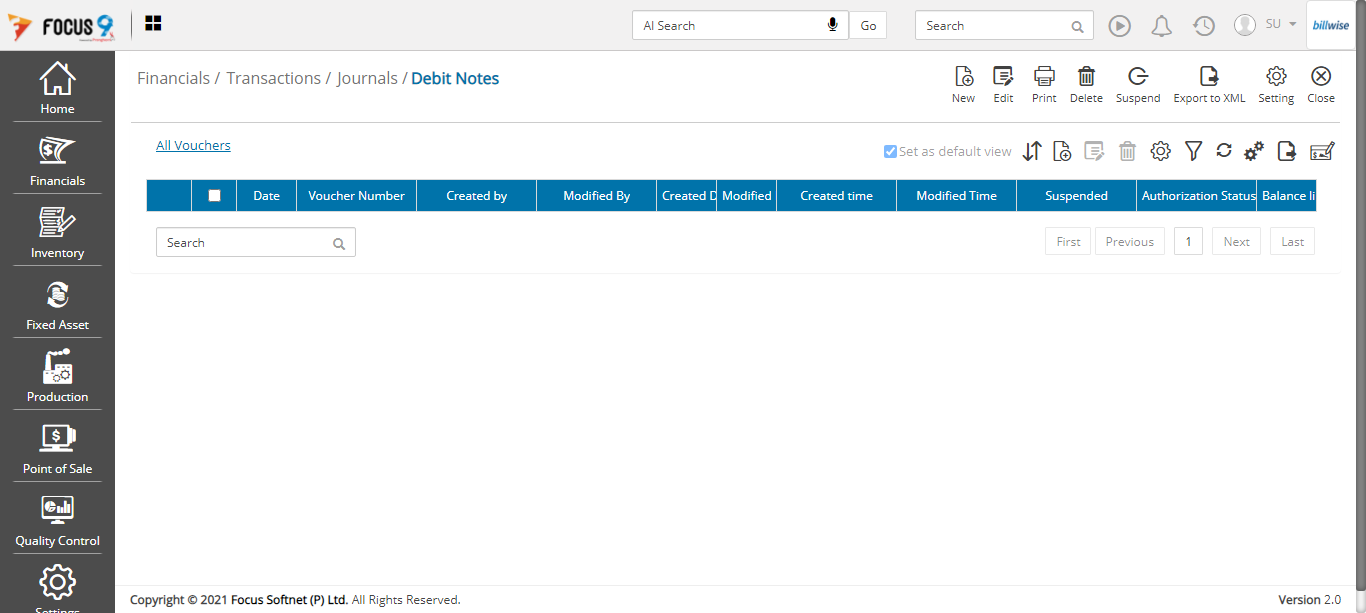 FOCUS 9
AI Search
Go
Search
SU
billwise
Home
Financials
Inventory
Fixed Asset
Production
Point of Sale
Quality Control
Settings
Financials / Transactions / Journals / Debit Notes
New
Edit
Print
Delete
Suspend
Export to XML
Setting
Close
All Vouchers
Set as default view
Date
Voucher Number
Created by
Modified By
Created D
Modified
Created time
Modified Time
Suspended
Authorization Status
Balance li
Search
First
Previous
1
Next
Last
Copyright © 2021 Focus Softnet (P) Ltd. All Rights Reserved.
Version 2.0